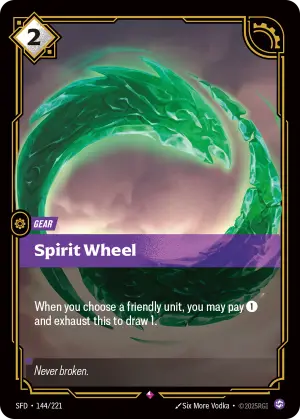 2
GEAR
Spirit Wheel
When you choose a friendly unit, you may pay 1
and exhaust this to draw 1.
Never broken.
SFD • 144/221 Six More Vodka • ©2025RGI